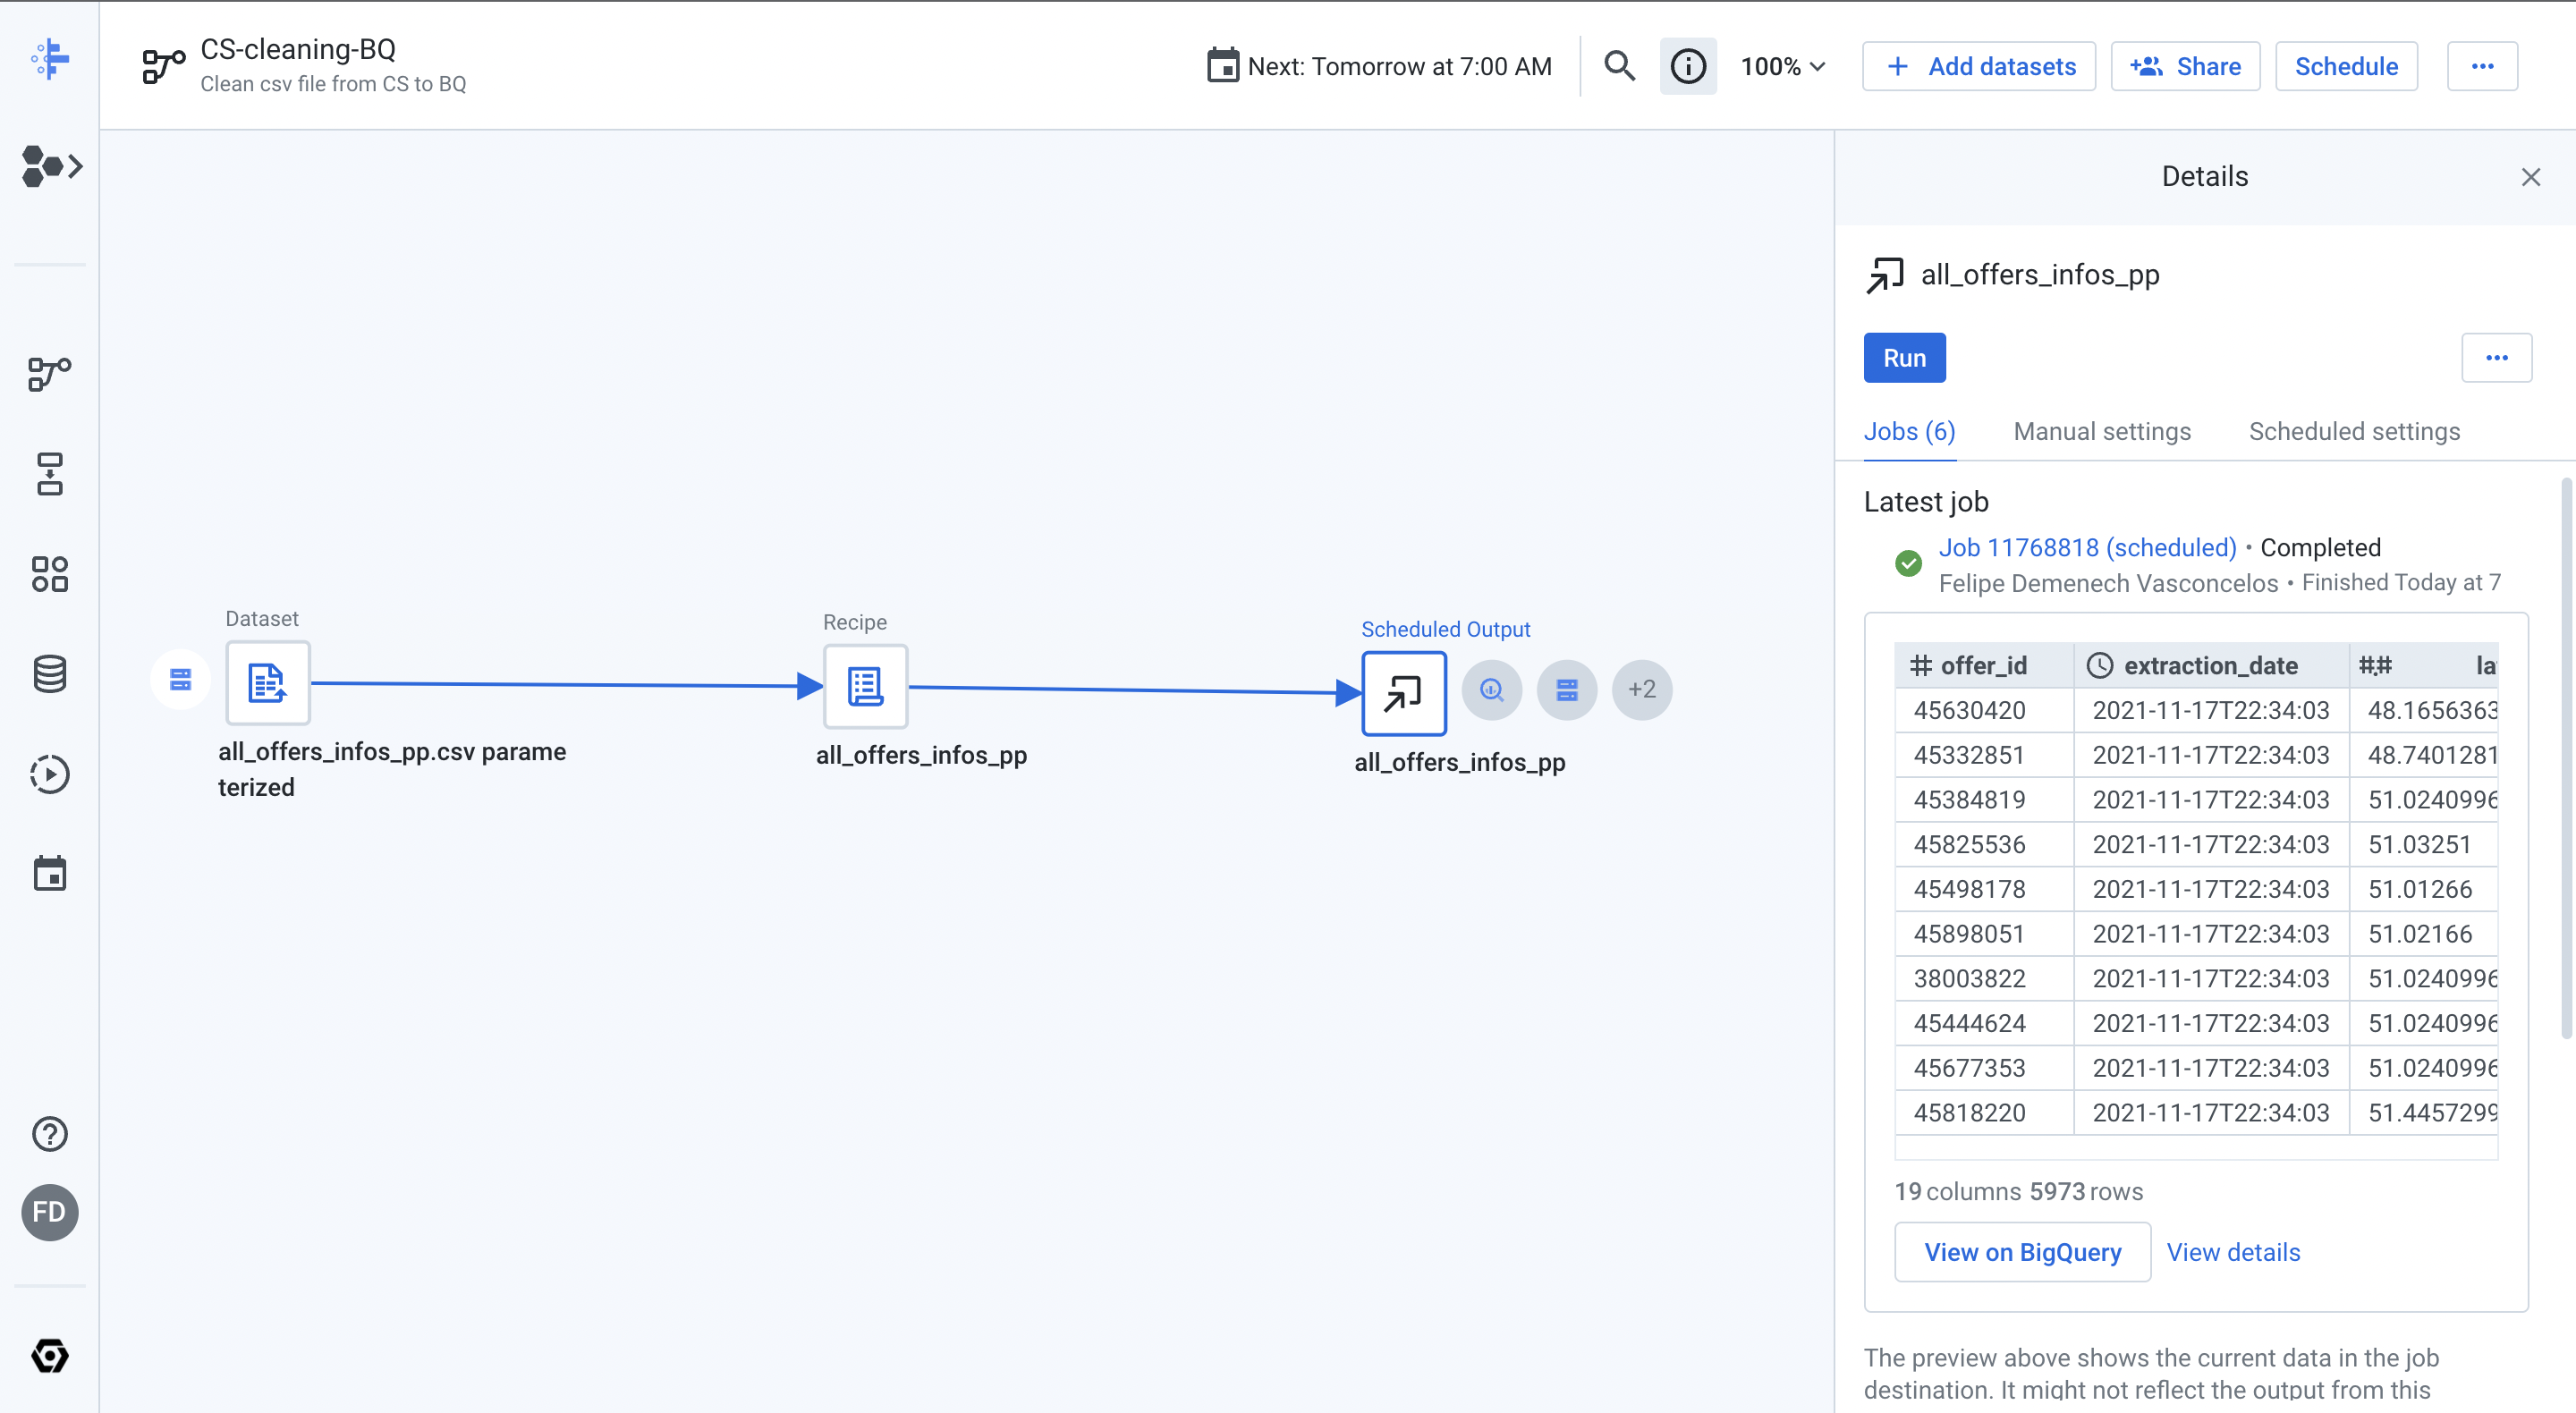 CS-cleaning-BQ
Clean csv file from CS to BQ
Next: Tomorrow at 7:00 AM
100%
Add datasets
Share
Schedule
Details
all_offers_infos_pp
Run
Jobs (6)
Manual settings
Scheduled settings
Latest job
Job 11768818 (scheduled) • Completed
Felipe Demenech Vasconcelos • Finished Today at 7
# offer_id extraction_date #.# la
45630420 2021-11-17T22:34:03 48.1656363
45332851 2021-11-17T22:34:03 48.7401281
45384819 2021-11-17T22:34:03 51.0240996
45825536 2021-11-17T22:34:03 51.03251
45498178 2021-11-17T22:34:03 51.01266
45898051 2021-11-17T22:34:03 51.02166
38003822 2021-11-17T22:34:03 51.0240996
45444624 2021-11-17T22:34:03 51.0240996
45677353 2021-11-17T22:34:03 51.0240996
45818220 2021-11-17T22:34:03 51.4457299
19 columns 5973 rows
View on BigQuery
View details
The preview above shows the current data in the job
destination. It might not reflect the output from this
Dataset
all_offers_infos_pp.csv parame
terized
Recipe
all_offers_infos_pp
Scheduled Output
+2
all_offers_infos_pp
FD